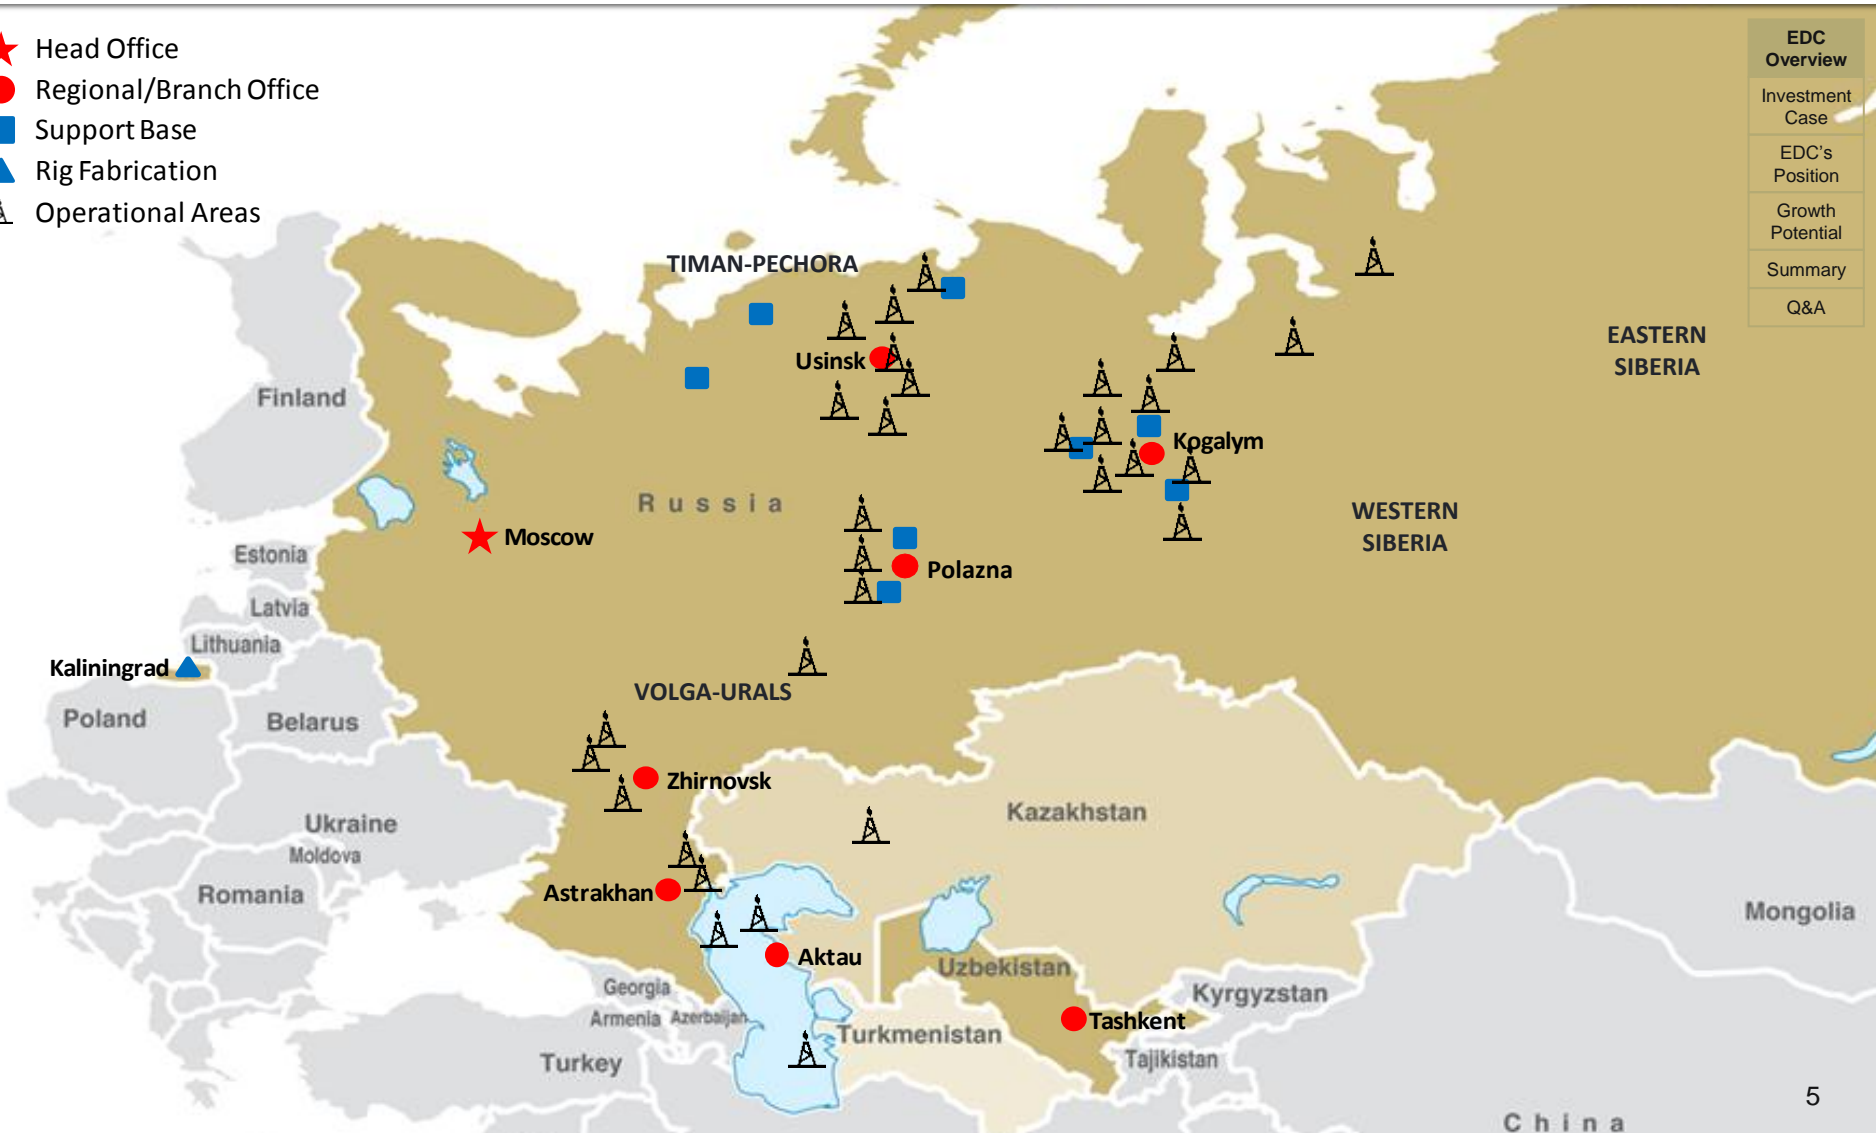 Head Office
Regional/Branch Office
Support Base
Rig Fabrication
Operational Areas
EDC
Overview
Investment
Case
EDC's
Position
Growth
Potential
Summary
Q&A
TIMAN-PECHORA
Usinsk
EASTERN
SIBERIA
Finland
Kogalym
Russia
WESTERN
SIBERIA
Moscow
Estonia
Polazna
Latvia
Lithuania
Kaliningrad
VOLGA-URALS
Poland
Belarus
Zhirnovsk
Kazakhstan
Ukraine
Moldova
Romania
Astrakhan
Mongolia
Aktau
Uzbekistan
Georgia
Kyrgyzstan
Armenia
Azerbaijan
Tashkent
Turkmenistan
Turkey
Tajikistan
5
China